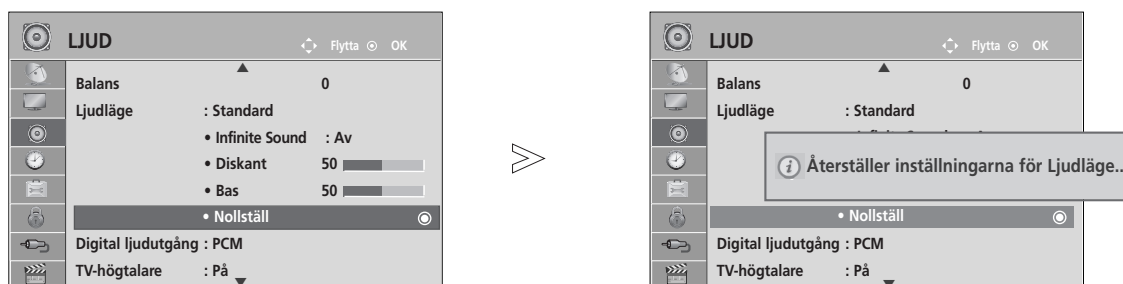 LJUD
Flytta OK
Balans 0
Ljudläge : Standard
• Infinite Sound : Av
• Diskant 50
• Bas 50
• Nollställ
Digital ljudutgång : PCM
TV-högtalare : På
LJUD
Flytta OK
Balans 0
Ljudläge : Standard
Återställer inställningarna för Ljudläge..
• Nollställ
Digital ljudutgång : PCM
TV-högtalare : På